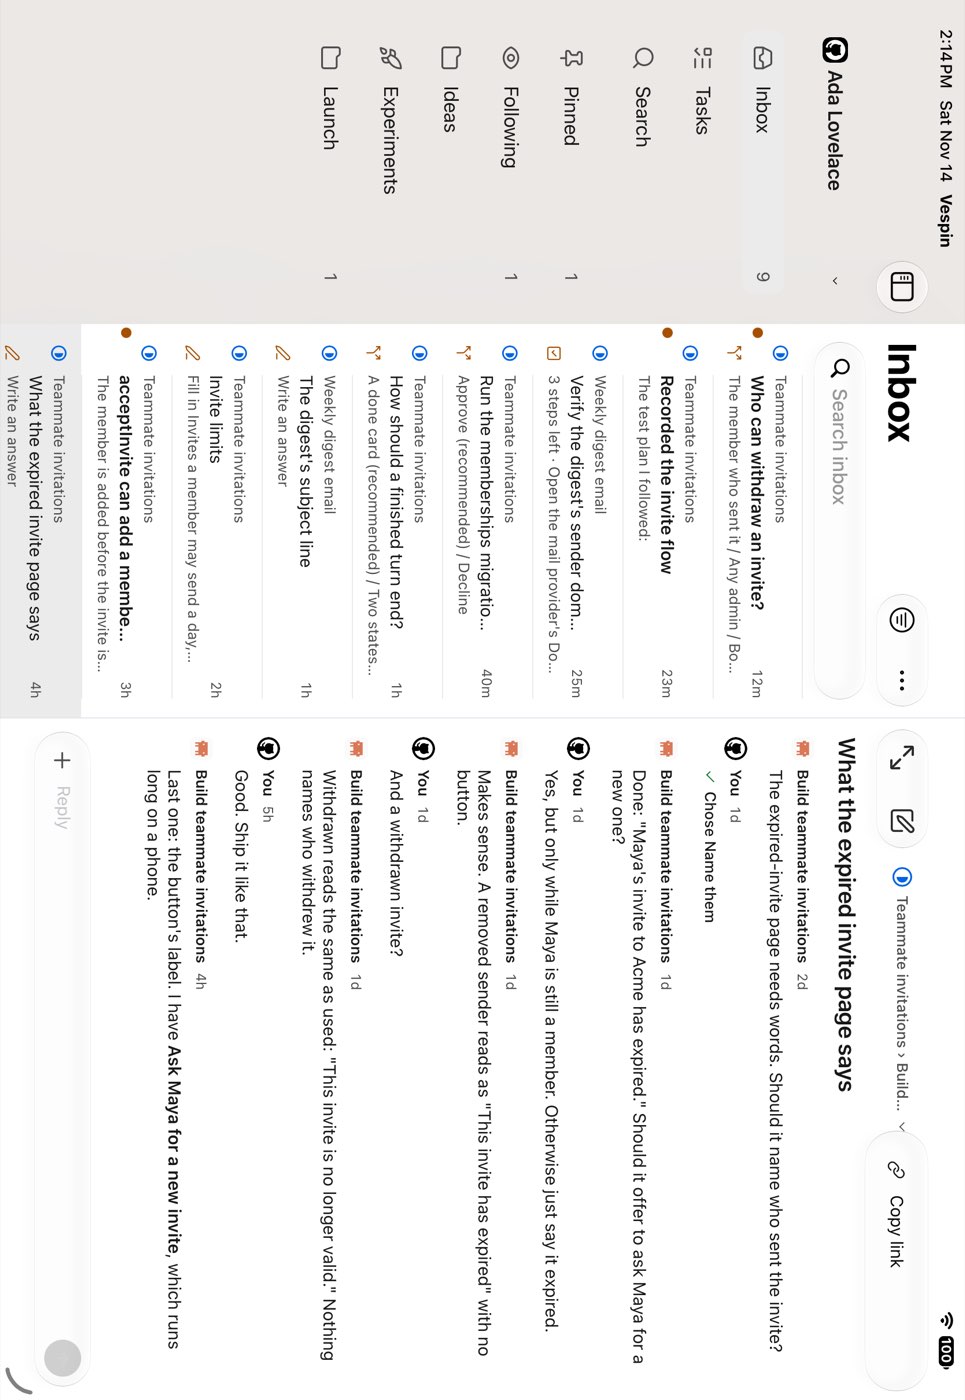 2:14 PM Sat Nov 14 Vespin
100
Ada Lovelace
Inbox 9
Tasks
Search
Pinned 1
Following 1
Ideas
Experiments
Launch 1
Inbox
Search inbox
Teammate invitations
Who can withdraw an invite? 12m
The member who sent it / Any admin / Bo...
Teammate invitations
Recorded the invite flow 23m
The test plan I followed:
Weekly digest email
Verify the digest's sender dom... 25m
3 steps left · Open the mail provider's Do...
Teammate invitations
Run the memberships migratio... 40m
Approve (recommended) / Decline
Teammate invitations
How should a finished turn end? 1h
A done card (recommended) / Two states...
Weekly digest email
The digest's subject line 1h
Write an answer
Teammate invitations
Invite limits 2h
Fill in Invites a member may send a day,...
Teammate invitations
acceptInvite can add a membe... 3h
The member is added before the invite is...
Teammate invitations
What the expired invite page says 4h
Write an answer
Teammate invitations › Build...
Copy link
What the expired invite page says
Build teammate invitations 2d
The expired-invite page needs words. Should it name who sent the invite?
You 1d
Chose Name them
Build teammate invitations 1d
Done: "Maya's invite to Acme has expired." Should it offer to ask Maya for a
new one?
You 1d
Yes, but only while Maya is still a member. Otherwise just say it expired.
Build teammate invitations 1d
Makes sense. A removed sender reads as "This invite has expired" with no
button.
You 1d
And a withdrawn invite?
Build teammate invitations 1d
Withdrawn reads the same as used: "This invite is no longer valid." Nothing
names who withdrew it.
You 5h
Good. Ship it like that.
Build teammate invitations 4h
Last one: the button's label. I have Ask Maya for a new invite, which runs
long on a phone.
Reply